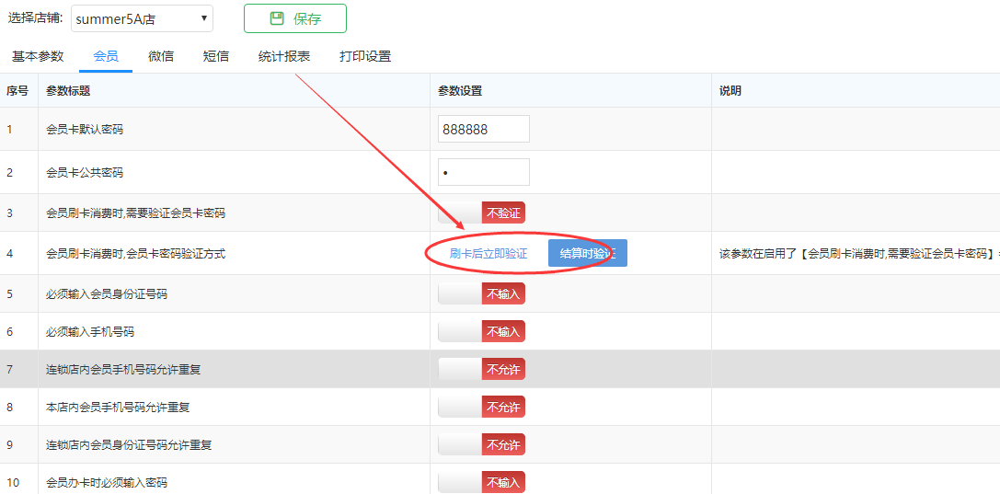 选择店铺: summer5A店 保存
基本参数 会员 微信 短信 统计报表 打印设置
序号 参数标题 参数设置 说明
1 会员卡默认密码 888888
2 会员卡公共密码 •
3 会员刷卡消费时,需要验证会员卡密码 不验证
4 会员刷卡消费时,会员卡密码验证方式 刷卡后立即验证 结算时验证 该参数在启用了【会员刷卡消费时,需要验证会员卡密码】
5 必须输入会员身份证号码 不输入
6 必须输入手机号码 不输入
7 连锁店内会员手机号码允许重复 不允许
8 本店内会员手机号码允许重复 不允许
9 连锁店内会员身份证号码允许重复 不允许
10 会员办卡时必须输入密码 不输入